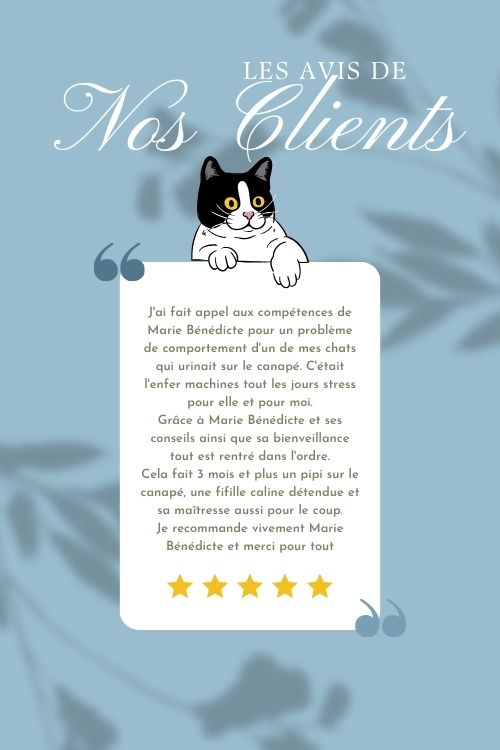 LES AVIS DE
Nos Clients
J'ai fait appel aux compétences de
Marie Bénédicte pour un problème
de comportement d'un de mes chats
qui urinait sur le canapé. C'était
l'enfer machines tout les jours stress
pour elle et pour moi.
Grâce à Marie Bénédicte et ses
conseils ainsi que sa bienveillance
tout est rentré dans l'ordre.
Cela fait 3 mois et plus un pipi sur le
canapé, une fifille caline détendue et
sa maîtresse aussi pour le coup.
Je recommande vivement Marie
Bénédicte et merci pour tout